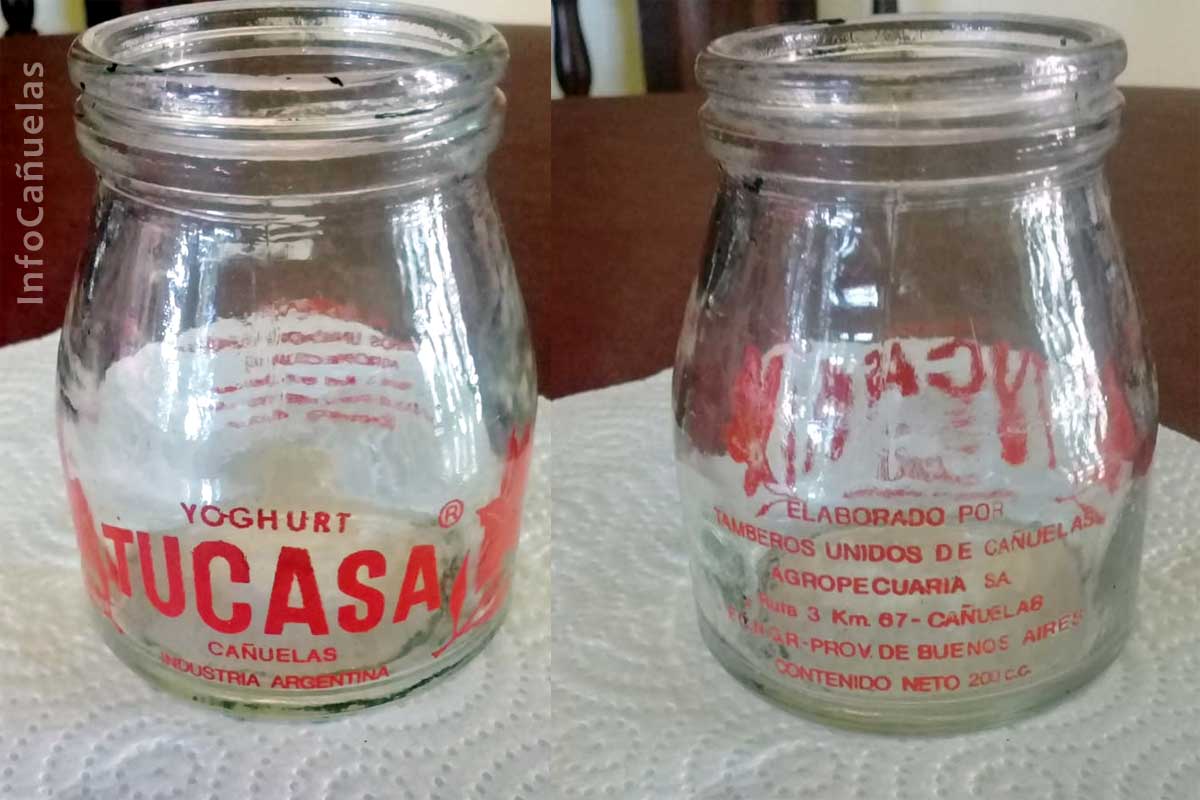 InfoCañuelas
YOGHURT
TUCASA®
CAÑUELAS
INDUSTRIA ARGENTINA
ELABORADO POR
TAMBEROS UNIDOS DE CAÑUELAS
AGROPECUARIA SA
Ruta 3 Km. 67 - CAÑUELAS
PROV. DE BUENOS AIRES
CONTENIDO NETO 200 c.c.